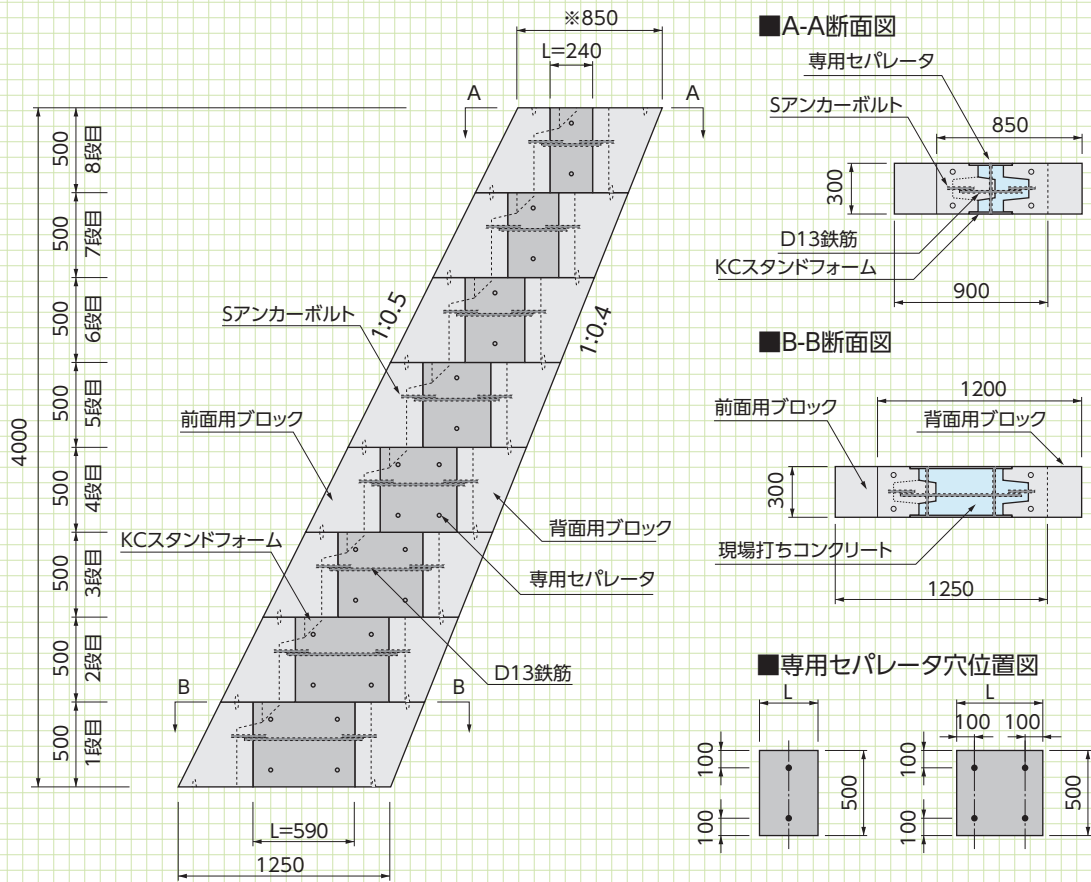 ※850
L=240
A
A
4000
500
8段目
500
7段目
500
6段目
500
5段目
500
4段目
500
3段目
500
2段目
500
1段目
1:0.5
1:0.4
Sアンカーボルト
前面用ブロック
KCスタンドフォーム
背面用ブロック
専用セパレータ
D13鉄筋
B
B
L=590
1250
■A-A断面図
専用セパレータ
Sアンカーボルト
850
300
D13鉄筋
KCスタンドフォーム
900
■B-B断面図
1200
前面用ブロック
背面用ブロック
300
現場打ちコンクリート
1250
■専用セパレータ穴位置図
L
100
100
500
L
100
100
100
100
500